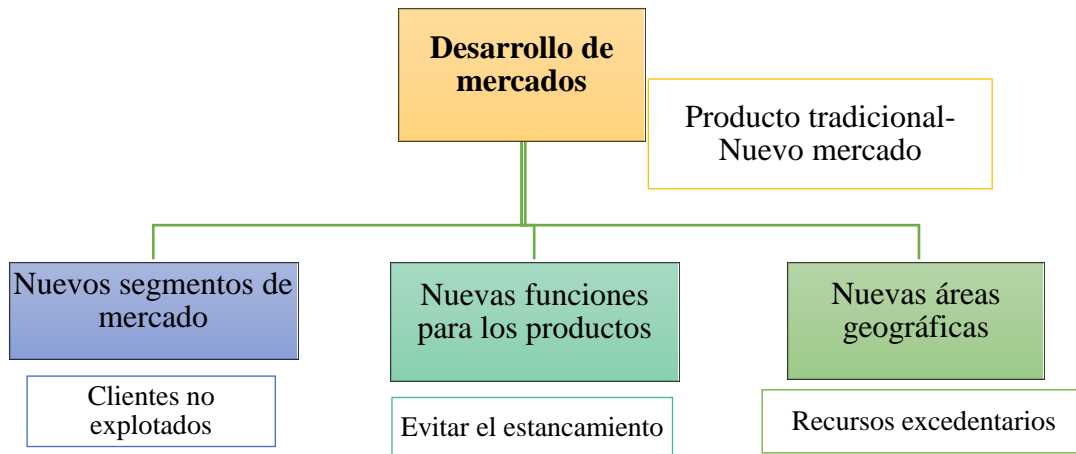 Desarrollo de
mercados
Producto tradicional-
Nuevo mercado
Nuevos segmentos de
mercado
Clientes no
explotados
Nuevas funciones
para los productos
Evitar el estancamiento
Nuevas áreas
geográficas
Recursos excedentarios